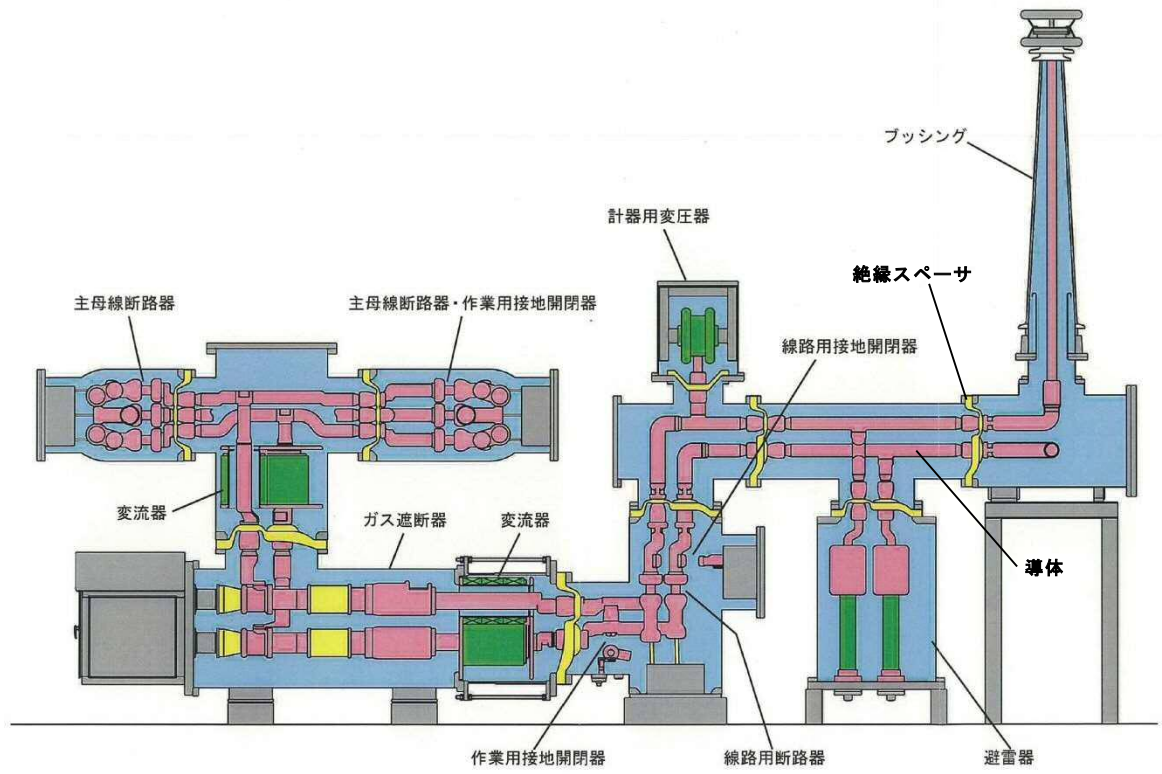 ブッシング
計器用変圧器
絶縁スペーサ
主母線断路器
主母線断路器・作業用接地開閉器
線路用接地開閉器
変流器
ガス遮断器
変流器
導体
作業用接地開閉器
線路用断路器
避雷器